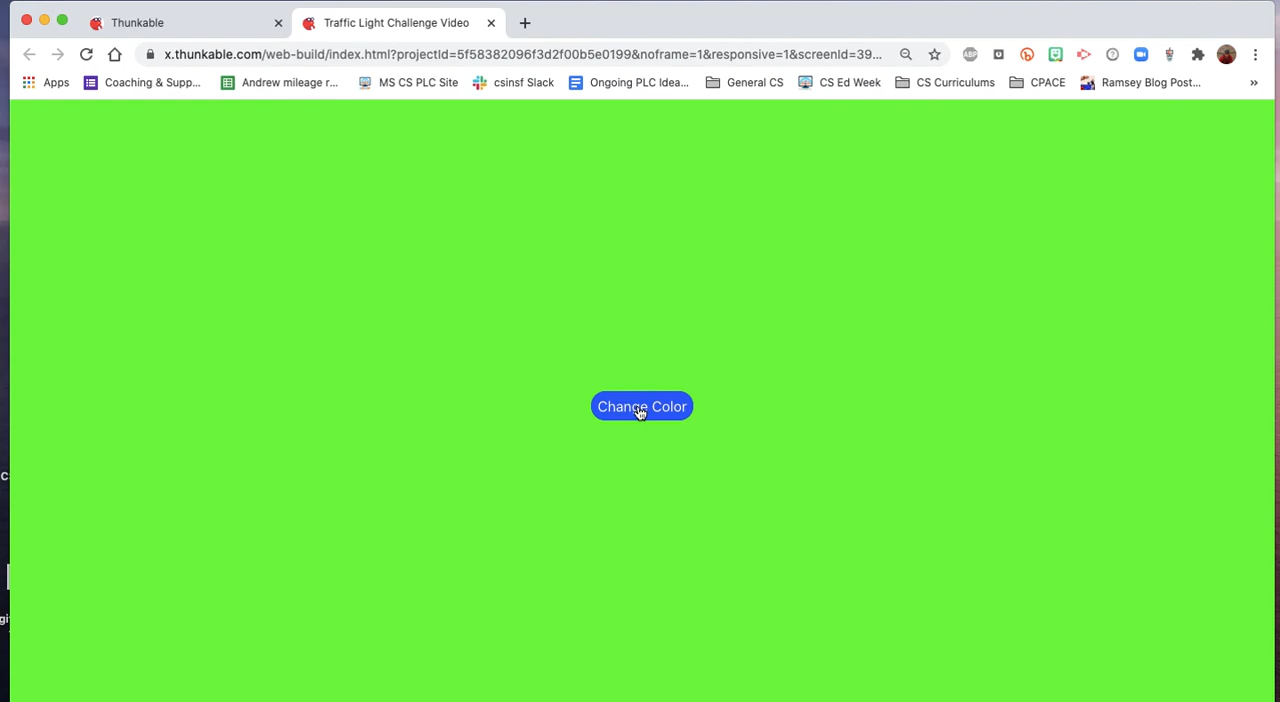 Thunkable
Traffic Light Challenge Video
x.thunkable.com/web-build/index.html?projectId=5f58382096f3d2f00b5e0199&noframe=1&responsive=1&screenId=39...
ABP
Apps
Coaching & Supp...
Andrew mileage r...
MS CS PLC Site
csinsf Slack
Ongoing PLC Idea...
General CS
CS Ed Week
CS Curriculums
CPACE
Ramsey Blog Post...
Change Color